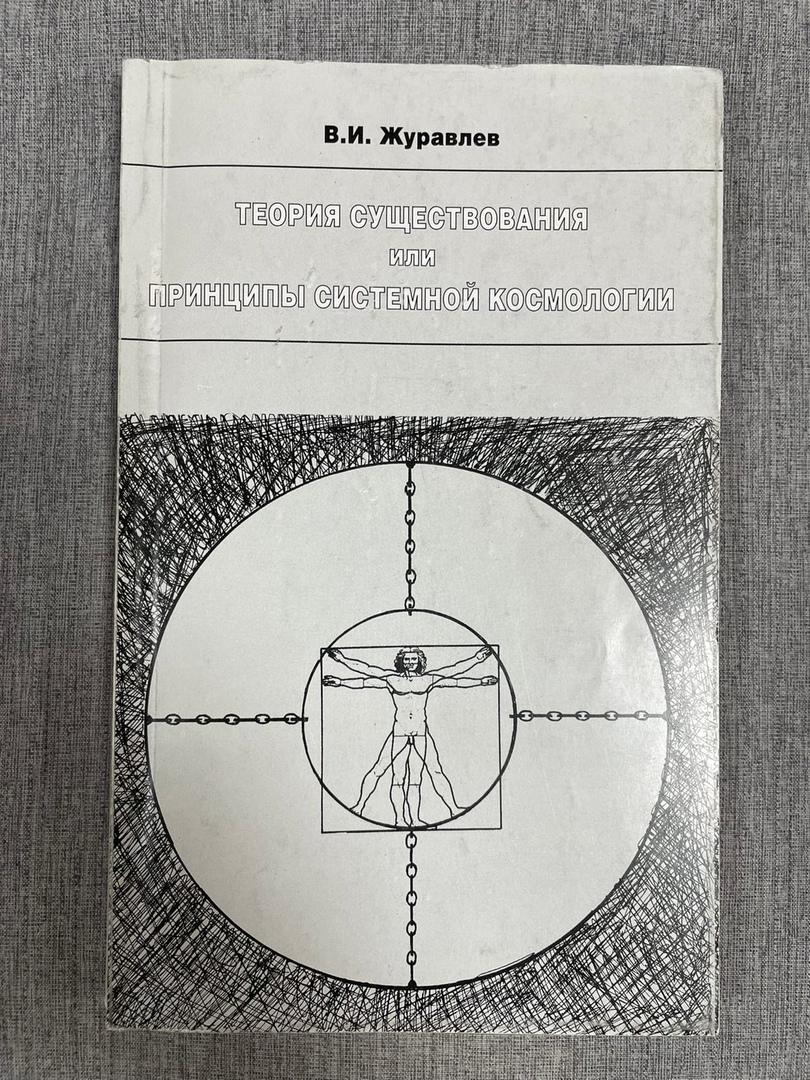 В.И. Журавлев
ТЕОРИЯ СУЩЕСТВОВАНИЯ
ИЛИ
ПРИНЦИПЫ СИСТЕМНОЙ КОСМОЛОГИИ